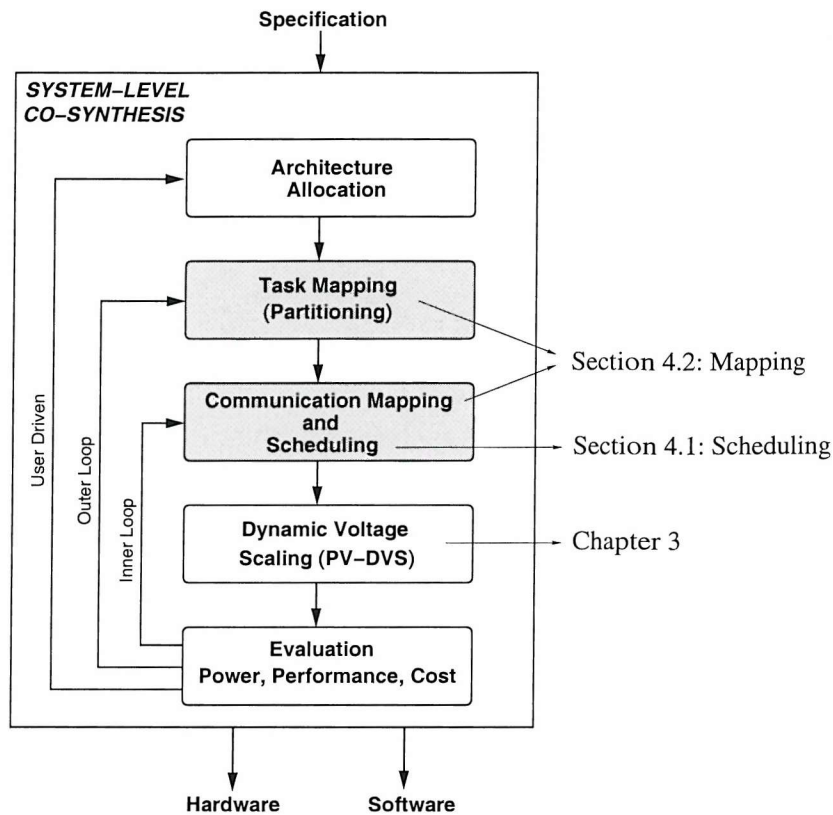 Specification
SYSTEM–LEVEL
CO–SYNTHESIS
Architecture
Allocation
Task Mapping
(Partitioning)
Section 4.2: Mapping
Communication Mapping
and
Scheduling
Section 4.1: Scheduling
User Driven
Outer Loop
Inner Loop
Dynamic Voltage
Scaling (PV–DVS)
Chapter 3
Evaluation
Power, Performance, Cost
Hardware
Software